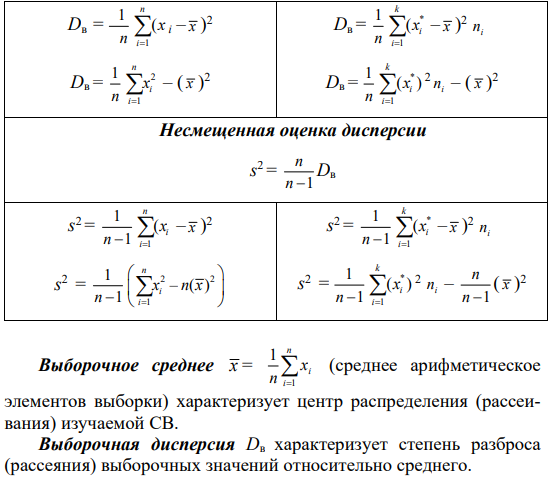 D_в = 1/n ∑_{i=1}^{n} (x_i − x̄)²
D_в = 1/n ∑_{i=1}^{k} (x_i^* − x̄)² n_i
D_в = 1/n ∑_{i=1}^{n} x_i² − (x̄)²
D_в = 1/n ∑_{i=1}^{k} (x_i^*)² n_i − (x̄)²
Несмещенная оценка дисперсии
s² = n/(n−1) D_в
s² = 1/(n−1) ∑_{i=1}^{n} (x_i − x̄)²
s² = 1/(n−1) ∑_{i=1}^{k} (x_i^* − x̄)² n_i
s² = 1/(n−1) (∑_{i=1}^{n} x_i² − n(x̄)²)
s² = 1/(n−1) ∑_{i=1}^{k} (x_i^*)² n_i − n/(n−1) (x̄)²
Выборочное среднее x̄ = 1/n ∑_{i=1}^{n} x_i (среднее арифметическое
элементов выборки) характеризует центр распределения (рассеи-
вания) изучаемой СВ.
Выборочная дисперсия D_в характеризует степень разброса
(рассеяния) выборочных значений относительно среднего.